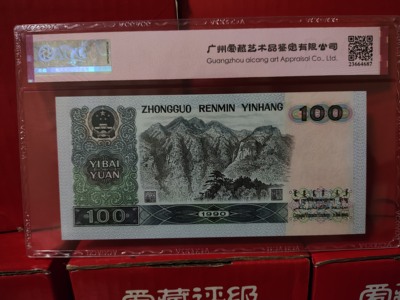 广州爱藏艺术品鉴定有限公司
Guangzhou aicang art Appraisal Co., Ltd.
23664687
ZHONGGUO RENMIN YINHANG
100
YIBAI
YUAN
100
1990
爱藏评级